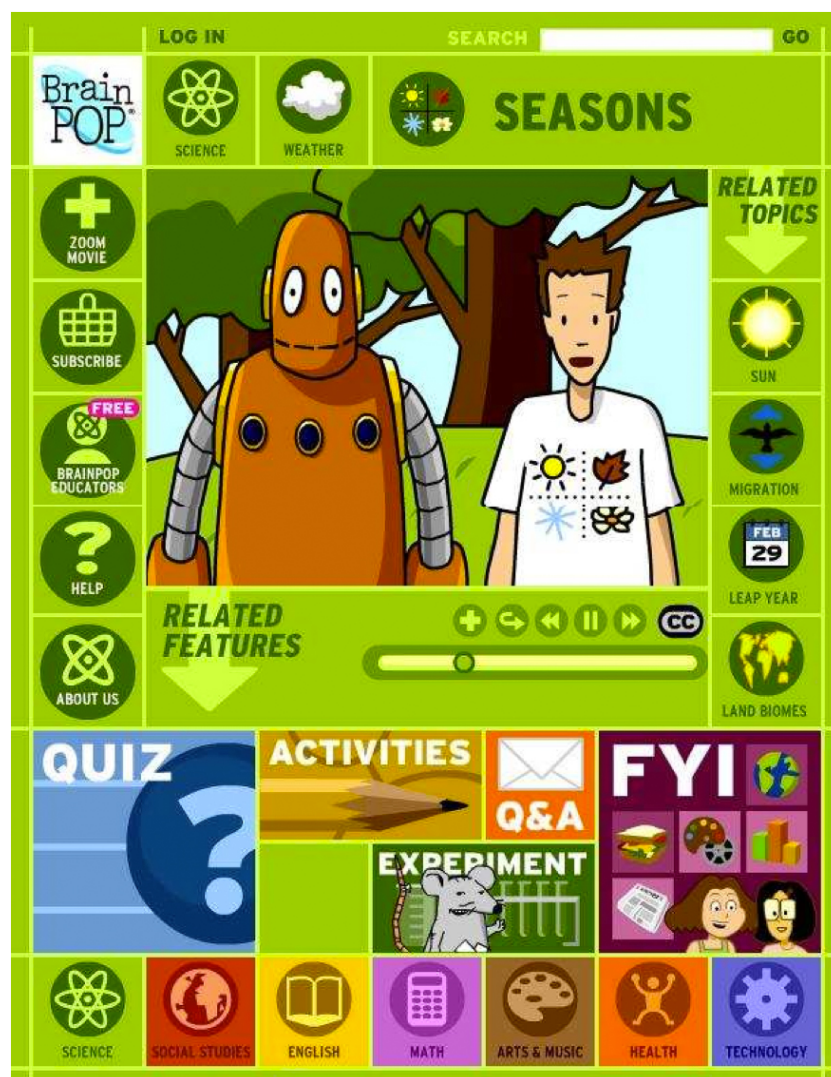 LOG IN
SEARCH
GO
Brain
POP®
SCIENCE
WEATHER
SEASONS
ZOOM
MOVIE
SUBSCRIBE
FREE
BRAINPOP
EDUCATORS
HELP
ABOUT US
RELATED
TOPICS
SUN
MIGRATION
FEB
29
LEAP YEAR
LAND BIOMES
RELATED
FEATURES
CC
QUIZ
?
ACTIVITIES
Q&A
EXPERIMENT
FYI
SCIENCE
SOCIAL STUDIES
ENGLISH
MATH
ARTS & MUSIC
HEALTH
TECHNOLOGY